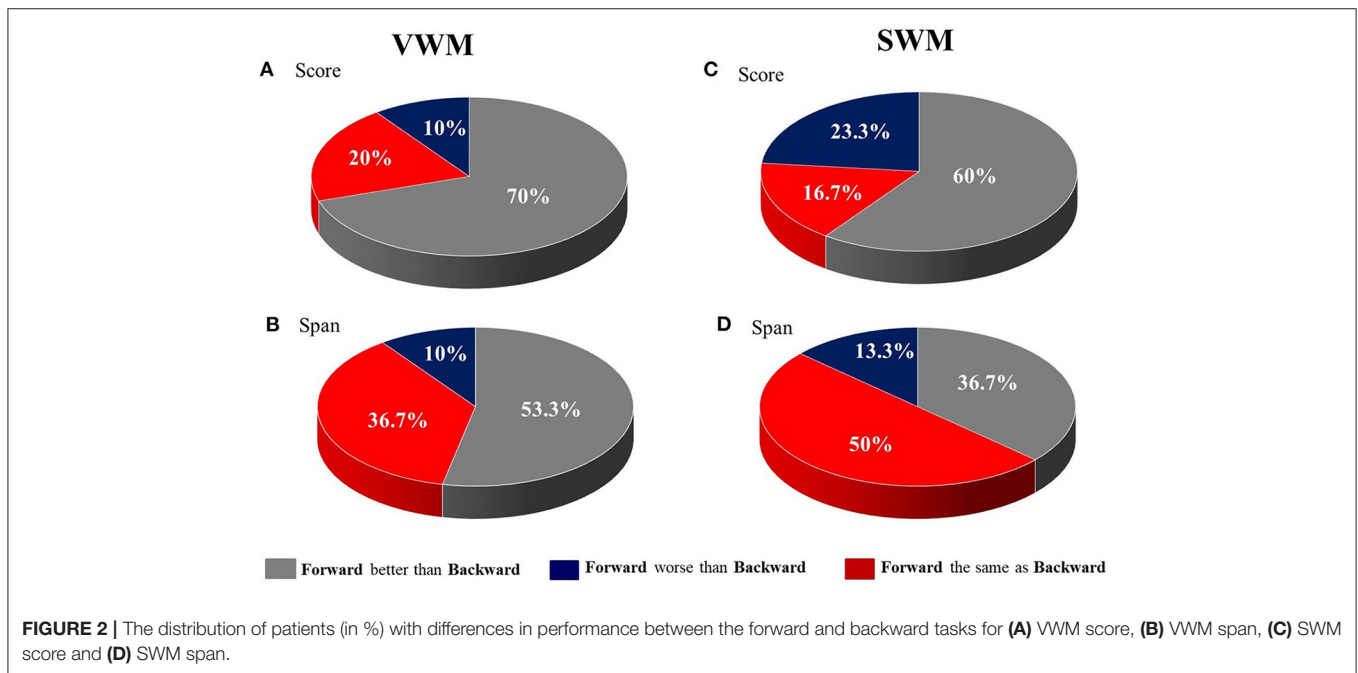 VWM
SWM
A Score
C Score
10%
20%
70%
23.3%
16.7%
60%
B Span
D Span
10%
36.7%
53.3%
13.3%
36.7%
50%
Forward better than Backward Forward worse than Backward Forward the same as Backward
FIGURE 2 | The distribution of patients (in %) with differences in performance between the forward and backward tasks for (A) VWM score, (B) VWM span, (C) SWM
score and (D) SWM span.